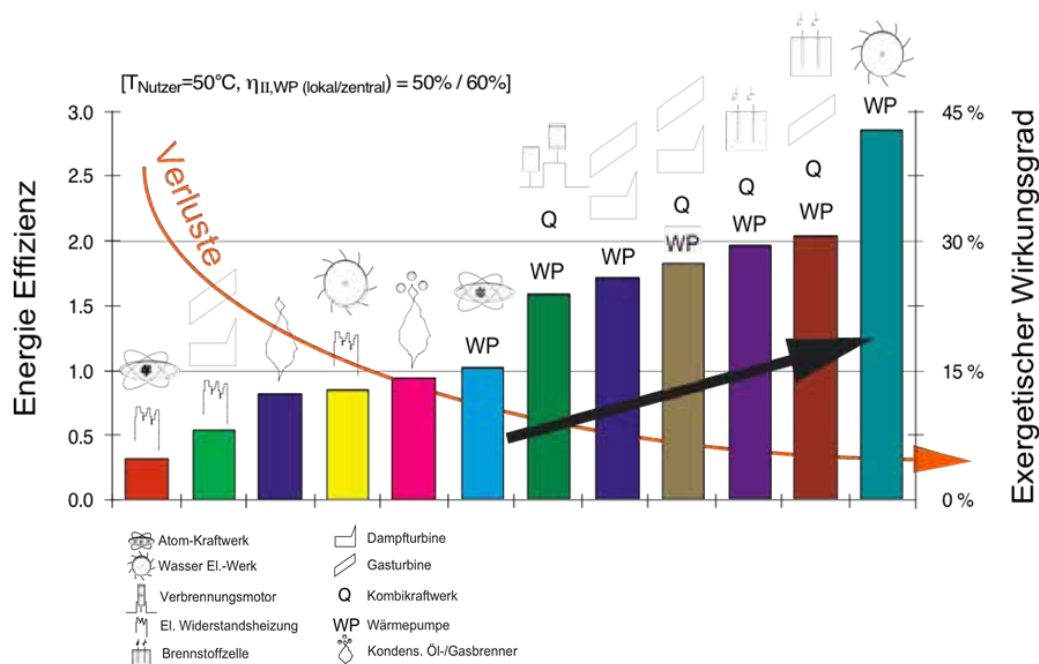 [TNutzer=50°C, ηII,WP (lokal/zentral) = 50% / 60%]
Energie Effizienz
3.0
2.5
2.0
1.5
1.0
0.5
0.0
Verluste
WP
Q
WP
WP
Q
WP
Q
WP
Q
WP
WP
45 %
30 %
15 %
0 %
Exergetischer Wirkungsgrad
Atom-Kraftwerk
Wasser El.-Werk
Verbrennungsmotor
El. Widerstandsheizung
Brennstoffzelle
Dampfturbine
Gasturbine
Q Kombikraftwerk
WP Wärmepumpe
Kondens. Öl-/Gasbrenner